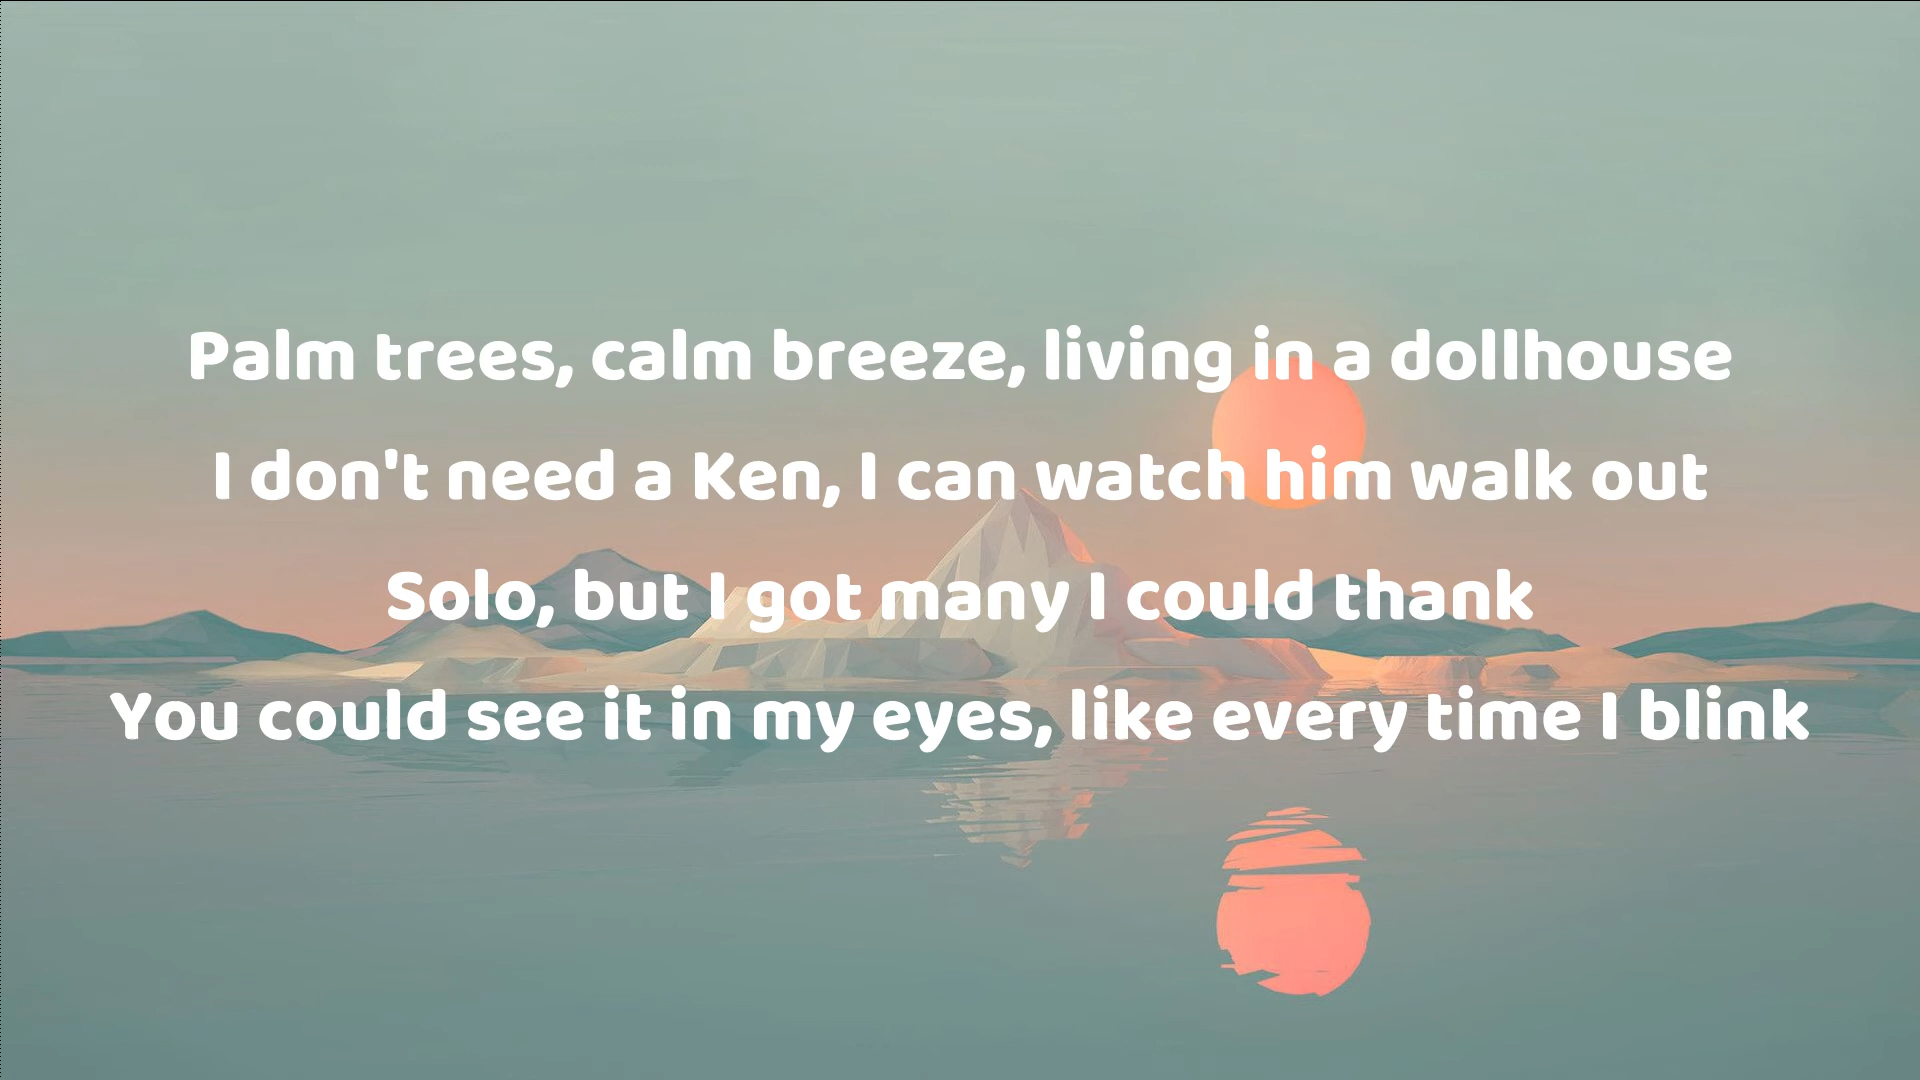 Palm trees, calm breeze, living in a dollhouse
I don't need a Ken, I can watch him walk out
Solo, but I got many I could thank
You could see it in my eyes, like every time I blink